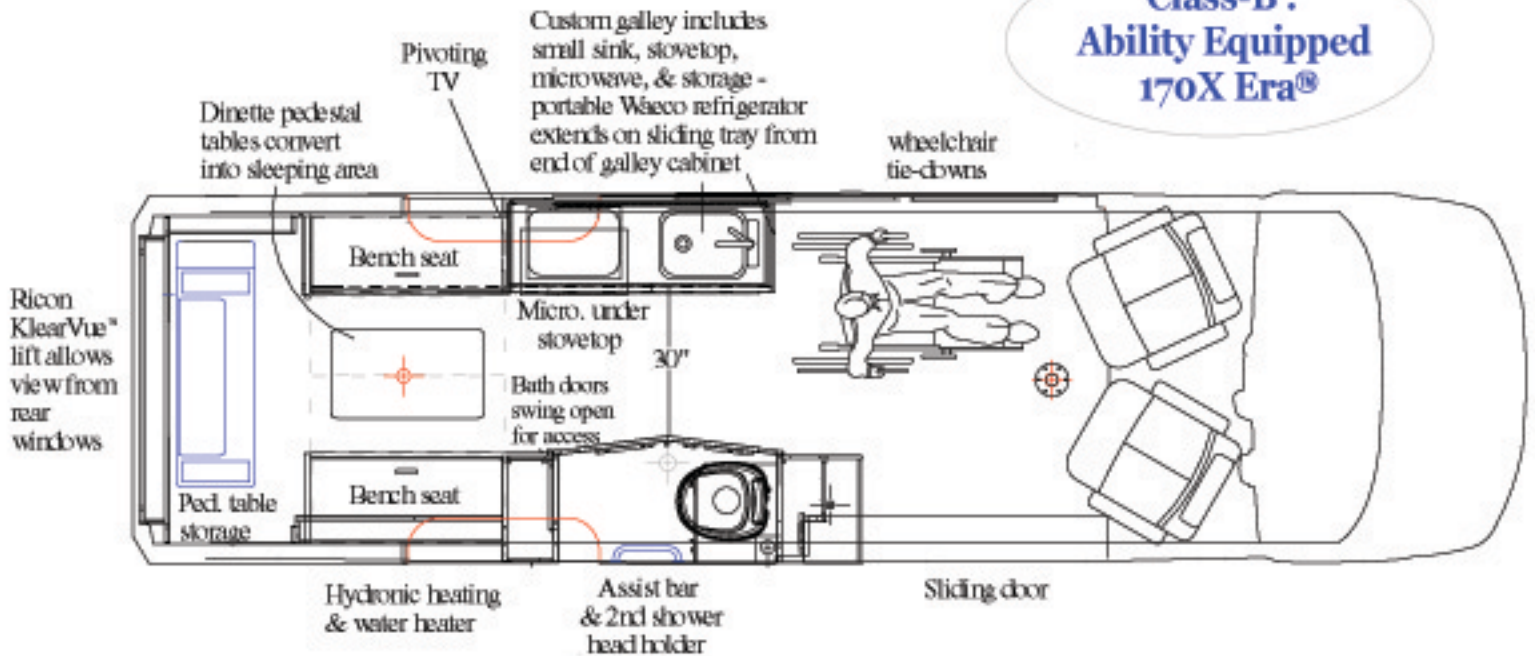 Class-B :
Ability Equipped
170X Era®
Custom galley includes
small sink, stovetop,
microwave, & storage -
portable Waeco refrigerator
extends on sliding tray from
end of galley cabinet
Pivoting
TV
Dinette pedestal
tables convert
into sleeping area
wheelchair
tie-downs
Bench seat
Micro. under
stovetop
30"
Ricon
KlearVue™
lift allows
view from
rear
windows
Bath doors
swing open
for access
Bench seat
Ped. table
storage
Hydronic heating
& water heater
Assist bar
& 2nd shower
head holder
Sliding door